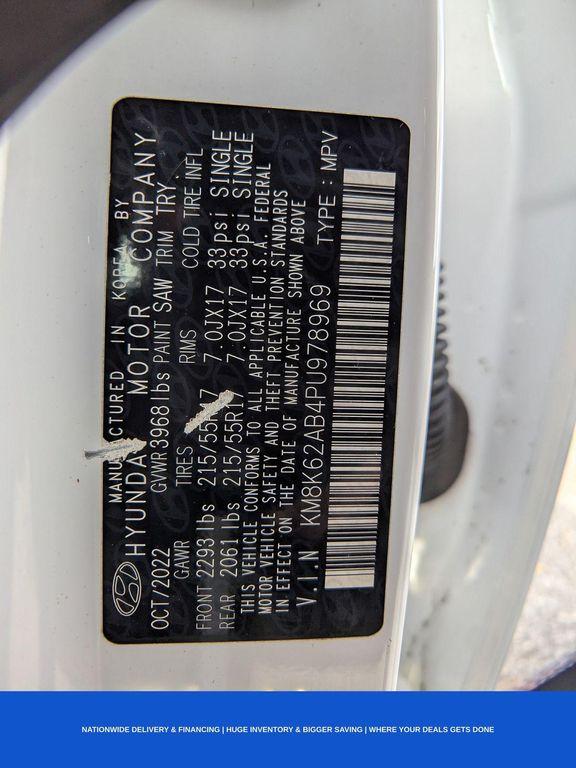 MANUFACTURED IN KOREA BY
HYUNDAI MOTOR COMPANY
OCT/2022 GVWR3968lbs PAINT SAW TRIM TRY
GAWR TIRES RMS COLD TIRE INFL
FRONT 2293lbs 215/55R17 7.0JX17 33psi SINGLE
REAR 2061lbs 215/55R17 7.0JX17 33psi SINGLE
THIS VEHICLE CONFORMS TO ALL APPLICABLE U.S.A. FEDERAL
MOTOR VEHICLE SAFETY AND THEFT PREVENTION STANDARDS
IN EFFECT ON THE DATE OF MANUFACTURE SHOWN ABOVE
V.I.N KM8K62AB4PU978969 TYPE : MPV
NATIONWIDE DELIVERY & FINANCING | HUGE INVENTORY & BIGGER SAVING | WHERE YOUR DEALS GETS DONE